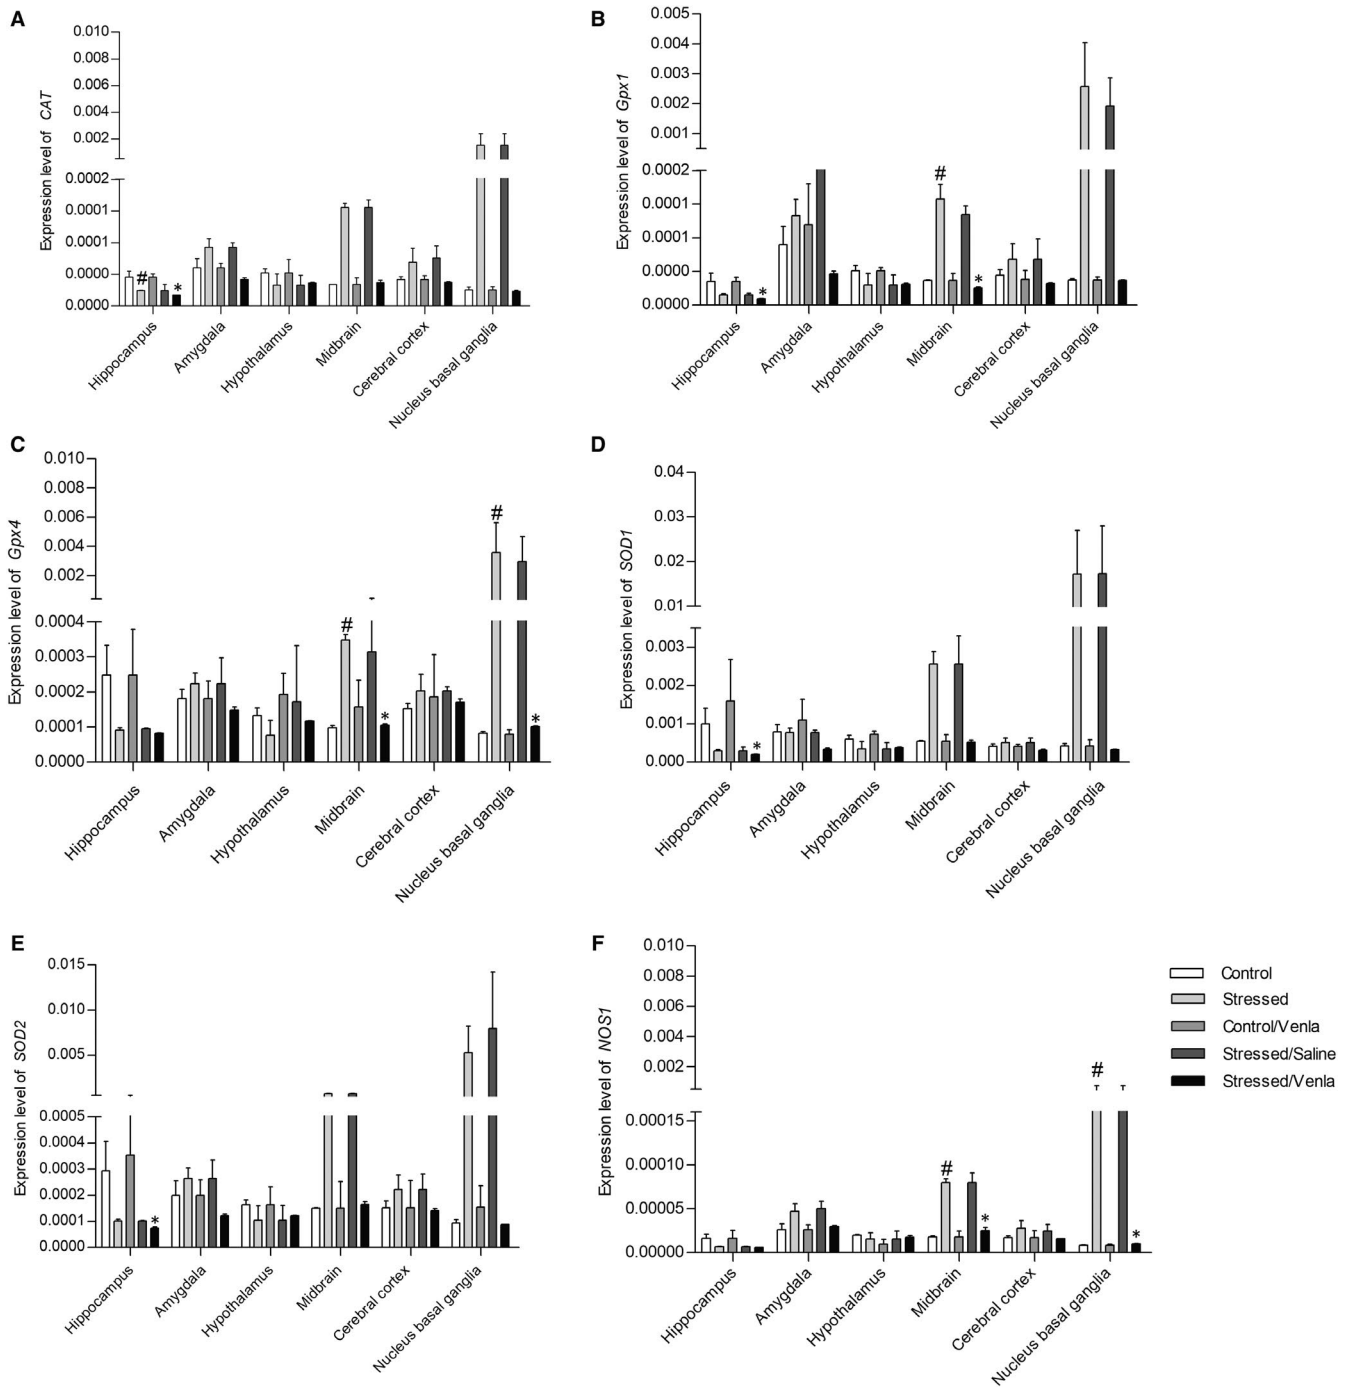 A
Expression level of CAT
0.010
0.008
0.006
0.004
0.002
0.0002
0.0001
0.0001
0.0000
0.0000
#
*
Hippocampus
Amygdala
Hypothalamus
Midbrain
Cerebral cortex
Nucleus basal ganglia
B
Expression level of Gpx1
0.005
0.004
0.003
0.002
0.001
0.0002
0.0001
0.0001
0.0000
0.0000
*
#
*
Hippocampus
Amygdala
Hypothalamus
Midbrain
Cerebral cortex
Nucleus basal ganglia
C
Expression level of Gpx4
0.010
0.008
0.006
0.004
0.002
0.0004
0.0003
0.0002
0.0001
0.0000
#
*
#
*
Hippocampus
Amygdala
Hypothalamus
Midbrain
Cerebral cortex
Nucleus basal ganglia
D
Expression level of SOD1
0.04
0.03
0.02
0.01
0.003
0.002
0.001
0.000
*
Hippocampus
Amygdala
Hypothalamus
Midbrain
Cerebral cortex
Nucleus basal ganglia
E
Expression level of SOD2
0.015
0.010
0.005
0.0005
0.0004
0.0003
0.0002
0.0001
0.0000
*
Hippocampus
Amygdala
Hypothalamus
Midbrain
Cerebral cortex
Nucleus basal ganglia
F
Expression level of NOS1
0.010
0.008
0.006
0.004
0.002
0.00015
0.00010
0.00005
0.00000
#
*
#
*
Hippocampus
Amygdala
Hypothalamus
Midbrain
Cerebral cortex
Nucleus basal ganglia
Control
Stressed
Control/Venla
Stressed/Saline
Stressed/Venla